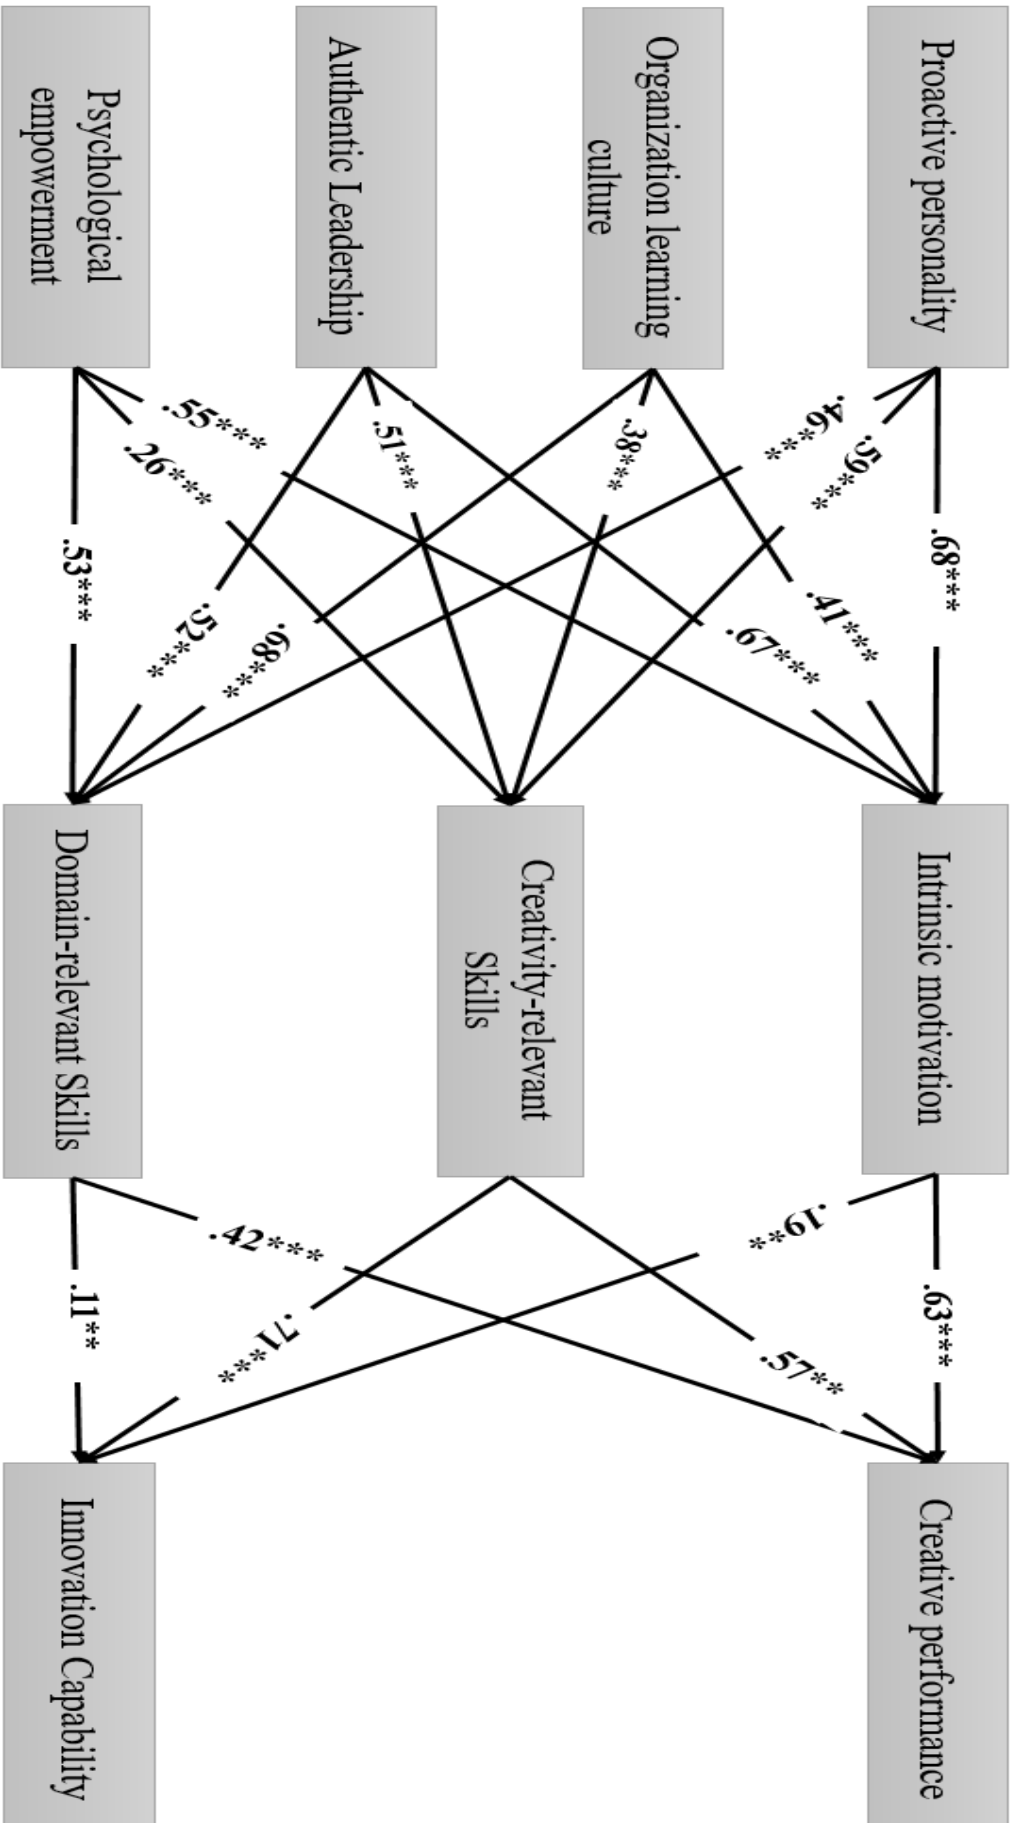 Proactive personality
Organization learning
culture
Authentic Leadership
Psychological
empowerment
.68***
.46***
.59***
.41***
.38***
.68***
.67***
.51***
.52***
.55***
.26***
.53***
Intrinsic motivation
Creativity-relevant
Skills
Domain-relevant Skills
.63***
.19**
.57**
.71***
.42***
.11**
Creative performance
Innovation Capability